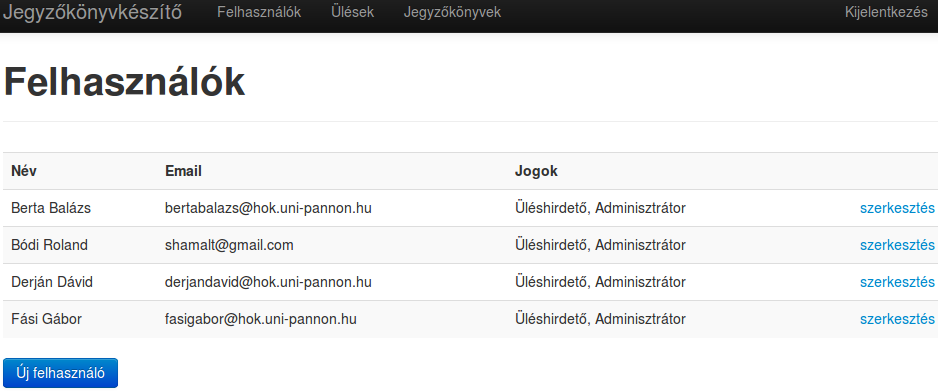 Jegyzőkönyvkészítő Felhasználók Ülések Jegyzőkönyvek Kijelentkezés
Felhasználók
Név Email Jogok
Berta Balázs bertabalazs@hok.uni-pannon.hu Üléshirdető, Adminisztrátor szerkesztés
Bódi Roland shamalt@gmail.com Üléshirdető, Adminisztrátor szerkesztés
Derján Dávid derjandavid@hok.uni-pannon.hu Üléshirdető, Adminisztrátor szerkesztés
Fási Gábor fasigabor@hok.uni-pannon.hu Üléshirdető, Adminisztrátor szerkesztés
Új felhasználó